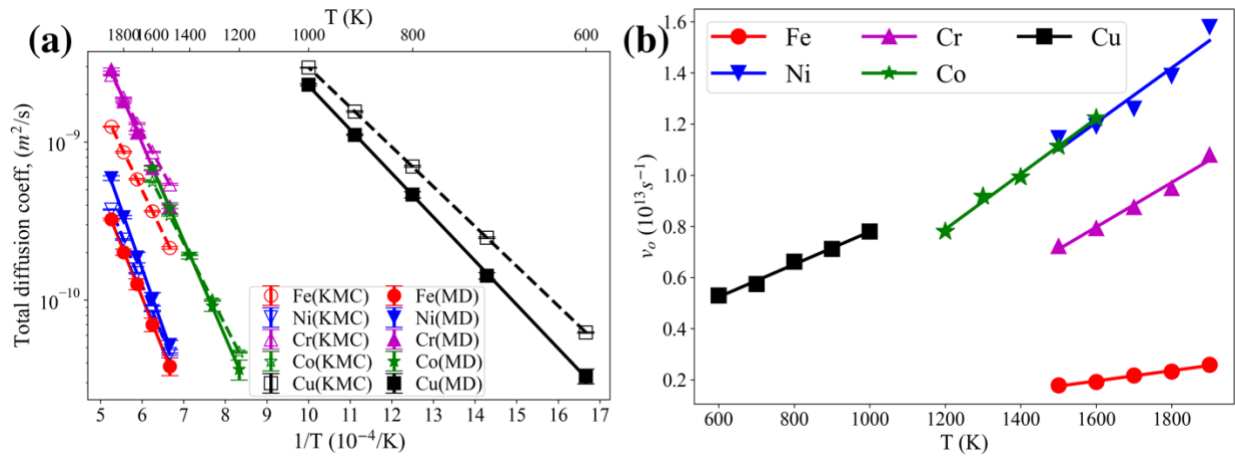 (a)
T (K)
1800 1600 1400 1200 1000 800 600
Total diffusion coeff, (m²/s)
10⁻⁹
10⁻¹⁰
Fe(KMC) Fe(MD)
Ni(KMC) Ni(MD)
Cr(KMC) Cr(MD)
Co(KMC) Co(MD)
Cu(KMC) Cu(MD)
5 6 7 8 9 10 11 12 13 14 15 16 17
1/T (10⁻⁴/K)
(b)
Fe Cr Cu
Ni Co
ν₀ (10¹³s⁻¹)
1.6
1.4
1.2
1.0
0.8
0.6
0.4
0.2
600 800 1000 1200 1400 1600 1800
T (K)